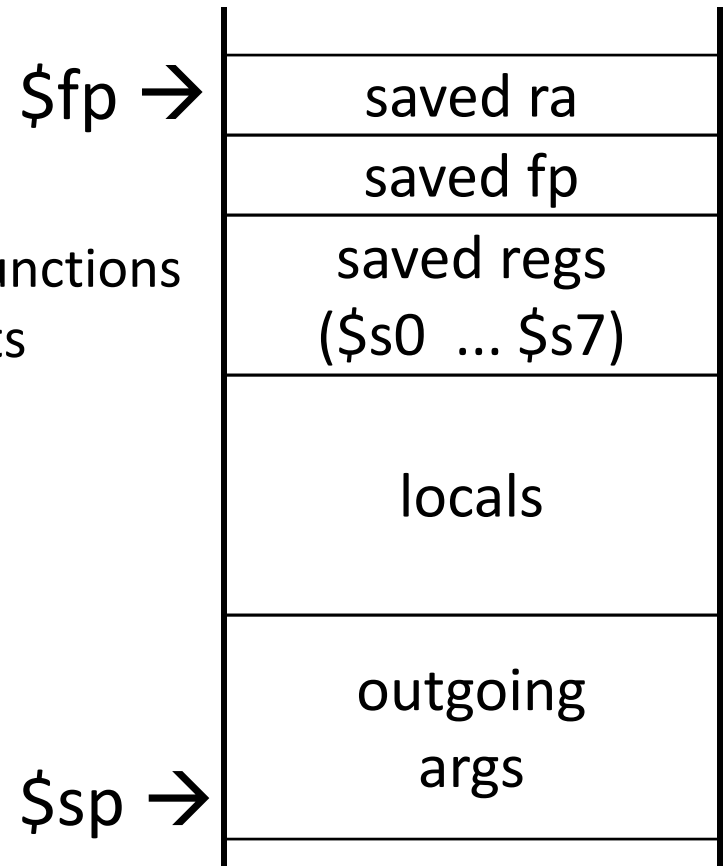 $fp →
saved ra
saved fp
unctions
saved regs
ts
($s0 ... $s7)
locals
outgoing
args
$sp →